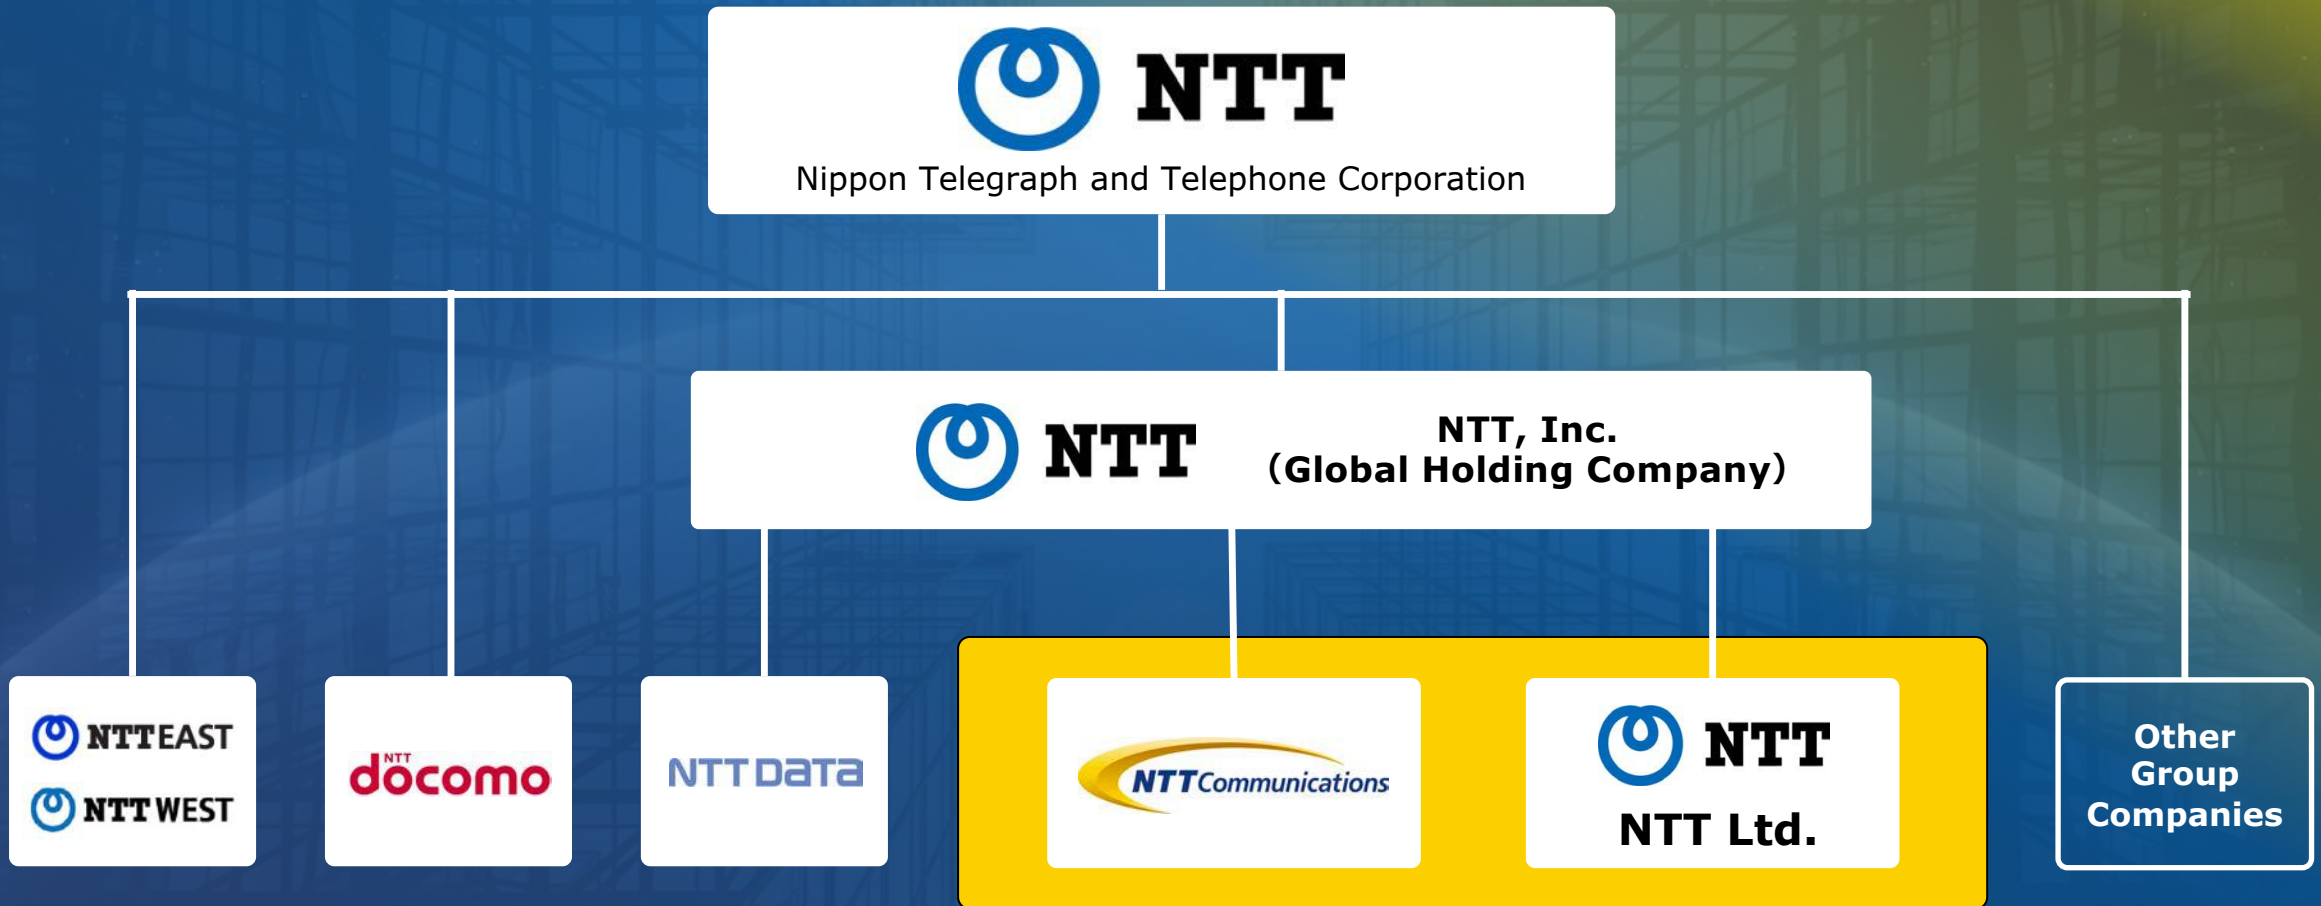 NTT
Nippon Telegraph and Telephone Corporation
NTT
NTT, Inc.
（Global Holding Company）
NTT EAST
NTT WEST
NTT
döcomo
NTT DATA
NTT Communications
NTT
NTT Ltd.
Other
Group
Companies